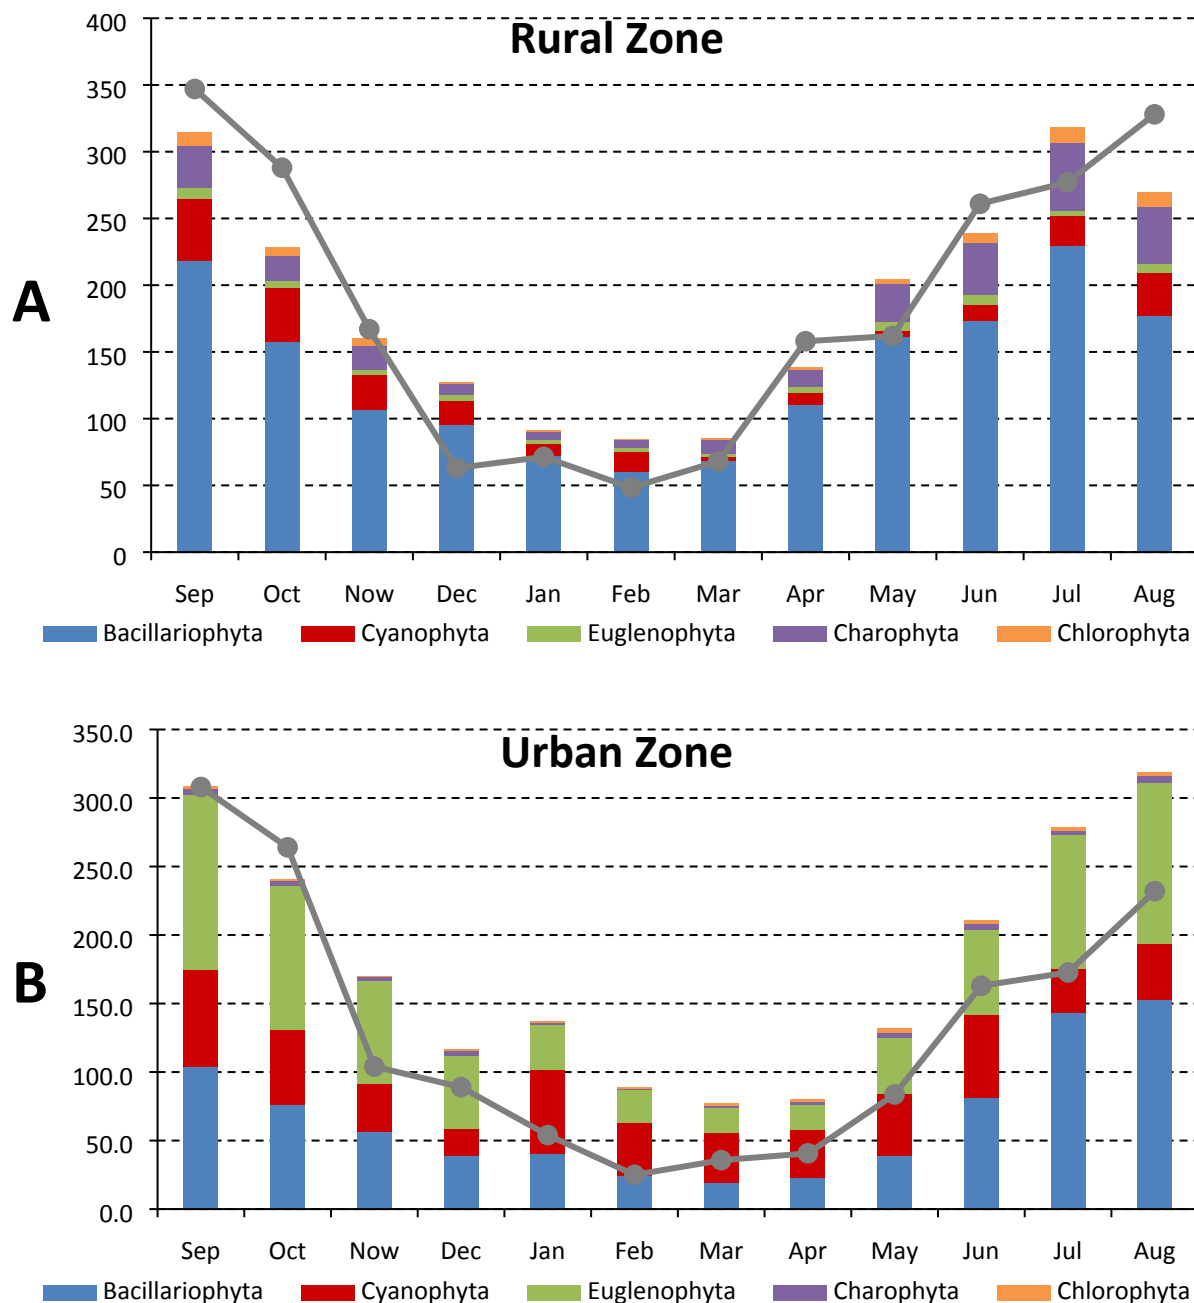 Rural Zone
A
400
350
300
250
200
150
100
50
0
Sep Oct Now Dec Jan Feb Mar Apr May Jun Jul Aug
Bacillariophyta Cyanophyta Euglenophyta Charophyta Chlorophyta
Urban Zone
B
350.0
300.0
250.0
200.0
150.0
100.0
50.0
0.0
Sep Oct Now Dec Jan Feb Mar Apr May Jun Jul Aug
Bacillariophyta Cyanophyta Euglenophyta Charophyta Chlorophyta